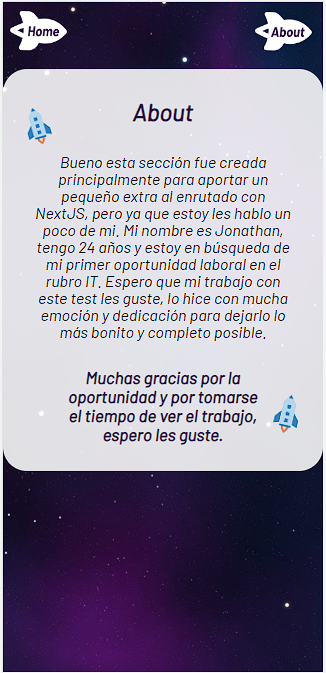 Home
About
About
Bueno esta sección fue creada
principalmente para aportar un
pequeño extra al enrutado con
NextJS, pero ya que estoy les hablo un
poco de mi. Mi nombre es Jonathan,
tengo 24 años y estoy en búsqueda de
mi primer oportunidad laboral en el
rubro IT. Espero que mi trabajo con
este test les guste, lo hice con mucha
emoción y dedicación para dejarlo lo
más bonito y completo posible.
Muchas gracias por la
oportunidad y por tomarse
el tiempo de ver el trabajo,
espero les guste.